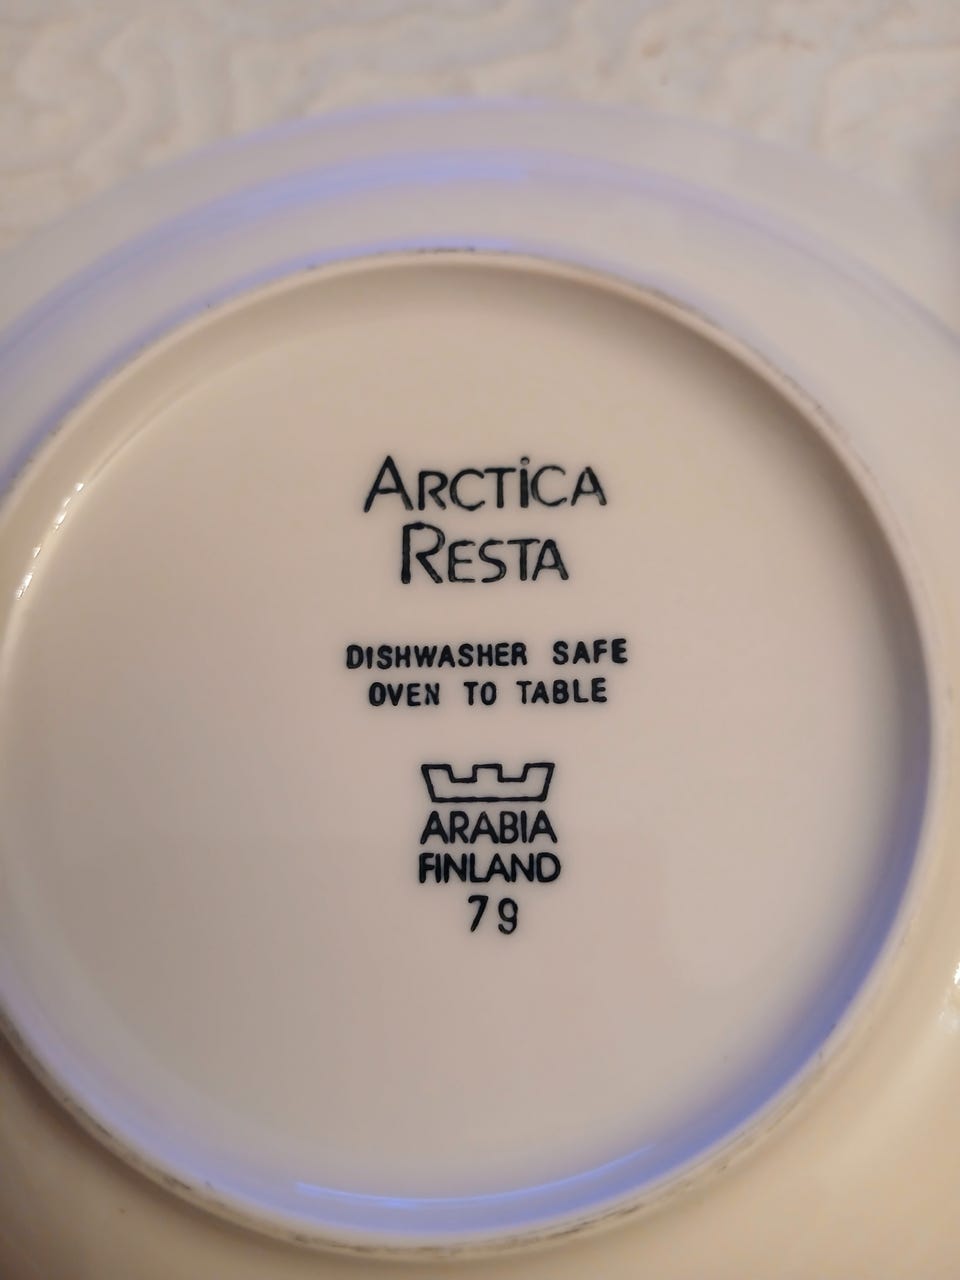 ARCTiCA
RESTA
DISHWASHER SAFE
OVEN TO TABLE
ARABIA
FINLAND
79